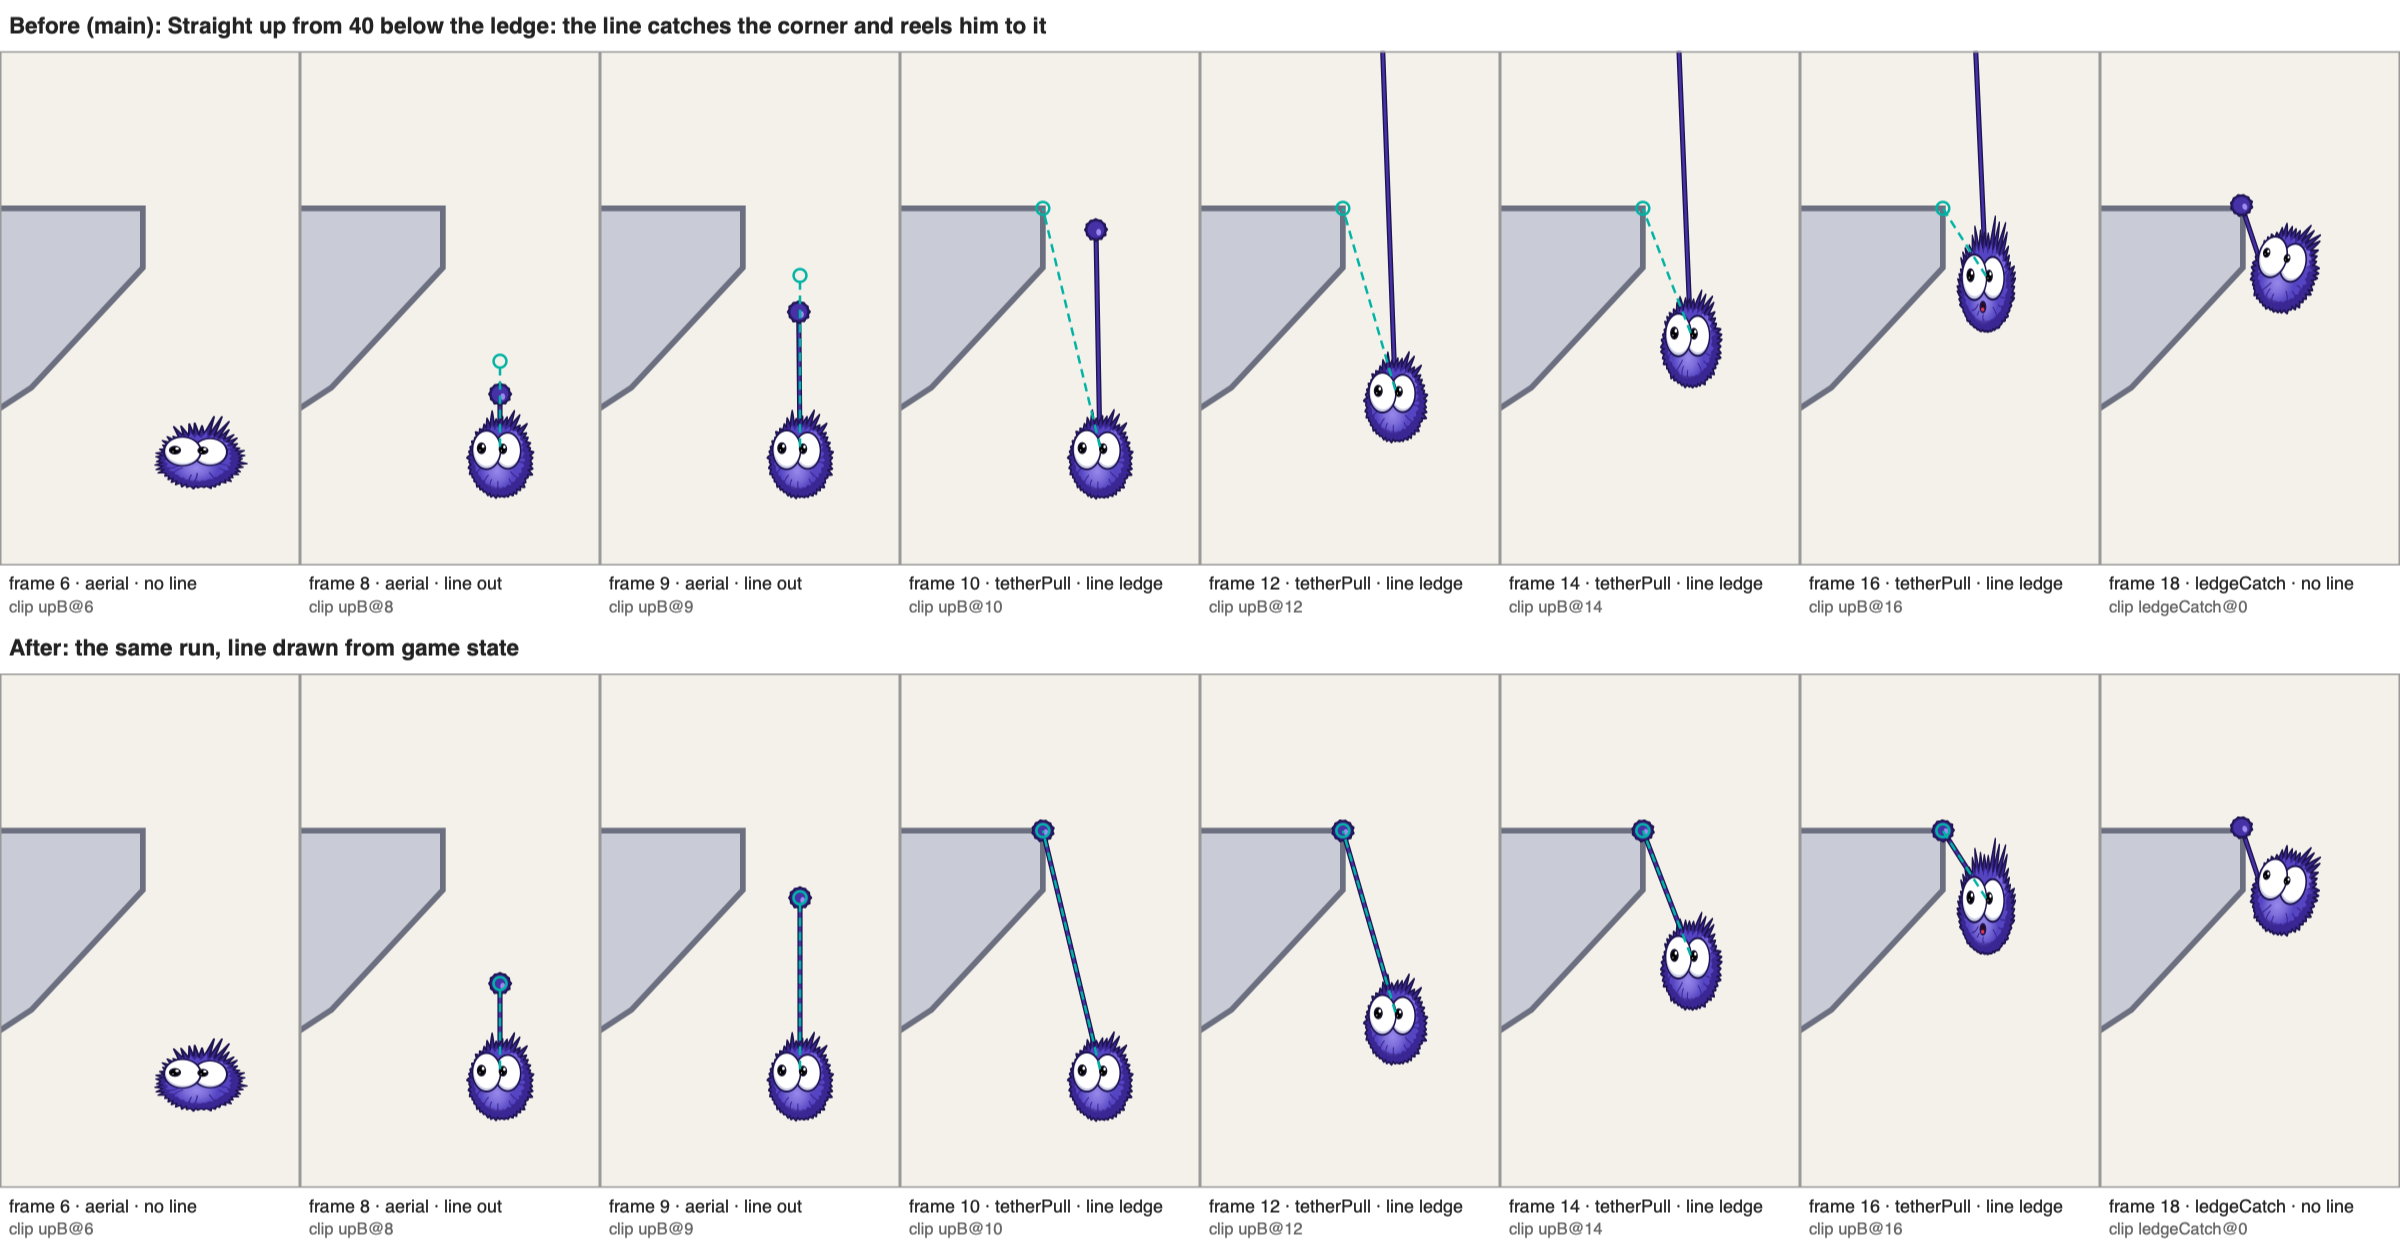 Before (main): Straight up from 40 below the ledge: the line catches the corner and reels him to it
frame 6 · aerial · no line
clip upB@6
frame 8 · aerial · line out
clip upB@8
frame 9 · aerial · line out
clip upB@9
frame 10 · tetherPull · line ledge
clip upB@10
frame 12 · tetherPull · line ledge
clip upB@12
frame 14 · tetherPull · line ledge
clip upB@14
frame 16 · tetherPull · line ledge
clip upB@16
frame 18 · ledgeCatch · no line
clip ledgeCatch@0
After: the same run, line drawn from game state
frame 6 · aerial · no line
clip upB@6
frame 8 · aerial · line out
clip upB@8
frame 9 · aerial · line out
clip upB@9
frame 10 · tetherPull · line ledge
clip upB@10
frame 12 · tetherPull · line ledge
clip upB@12
frame 14 · tetherPull · line ledge
clip upB@14
frame 16 · tetherPull · line ledge
clip upB@16
frame 18 · ledgeCatch · no line
clip ledgeCatch@0